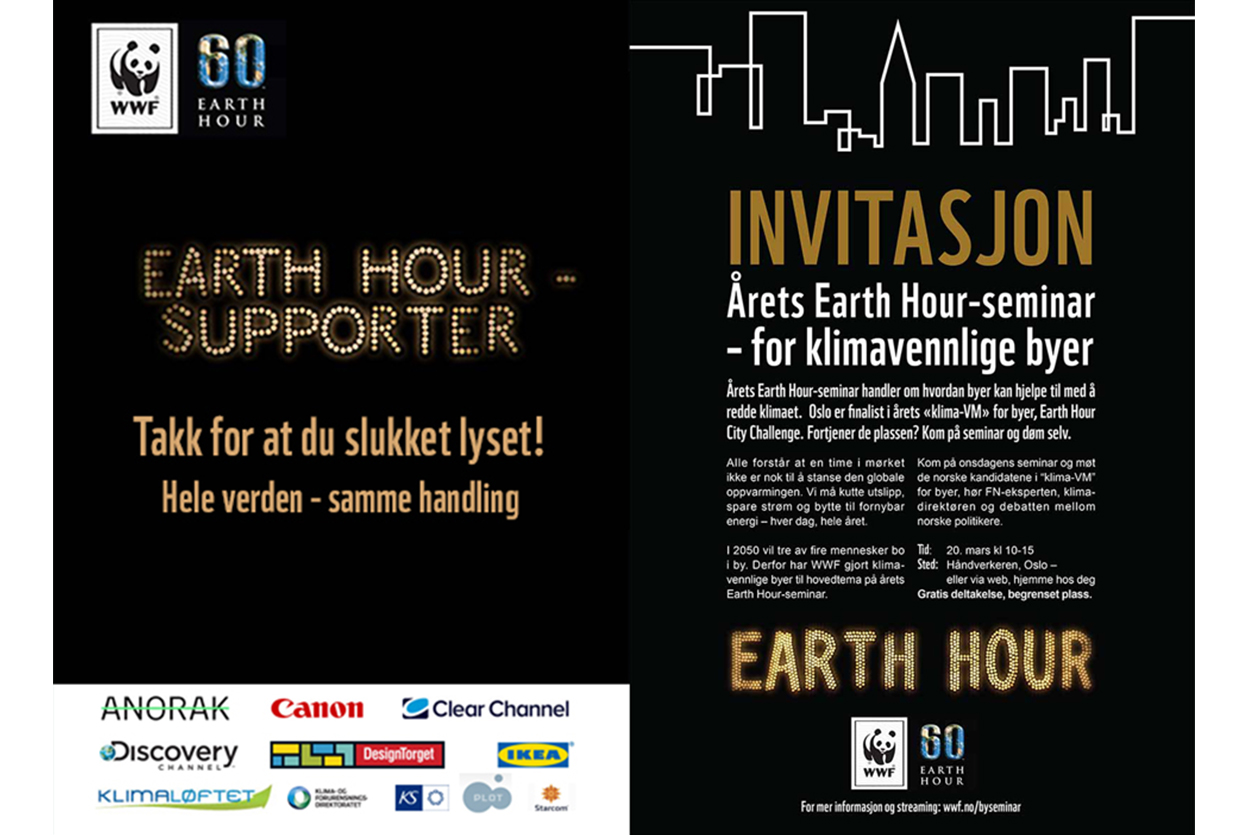 WWF
60
EARTH
HOUR
EARTH HOUR -
SUPPORTER
Takk for at du slukket lyset!
Hele verden - samme handling
ANORAK
Canon
Clear Channel
Discovery
CHANNEL
DesignTorget
IKEA
KLIMALØFTET
KLIMA- OG
FORURENSNINGS-
DIREKTORATET
KS
PLOT
Starcom
INVITASJON
Årets Earth Hour-seminar
– for klimavennlige byer
Årets Earth Hour-seminar handler om hvordan byer kan hjelpe til med å
redde klimaet. Oslo er finalist i årets «klima-VM» for byer, Earth Hour
City Challenge. Fortjener de plassen? Kom på seminar og døm selv.
Alle forstår at en time i mørket
ikke er nok til å stanse den globale
oppvarmingen. Vi må kutte utslipp,
spare strøm og bytte til fornybar
energi – hver dag, hele året.
I 2050 vil tre av fire mennesker bo
i by. Derfor har WWF gjort klima-
vennlige byer til hovedtema på årets
Earth Hour-seminar.
Kom på onsdagens seminar og møt
de norske kandidatene i "klima-VM"
for byer, hør FN-eksperten, klima-
direktøren og debatten mellom
norske politikere.
Tid: 20. mars kl 10-15
Sted: Håndverkeren, Oslo –
eller via web, hjemme hos deg
Gratis deltakelse, begrenset plass.
EARTH HOUR
WWF
60
EARTH
HOUR
For mer informasjon og streaming: wwf.no/byseminar